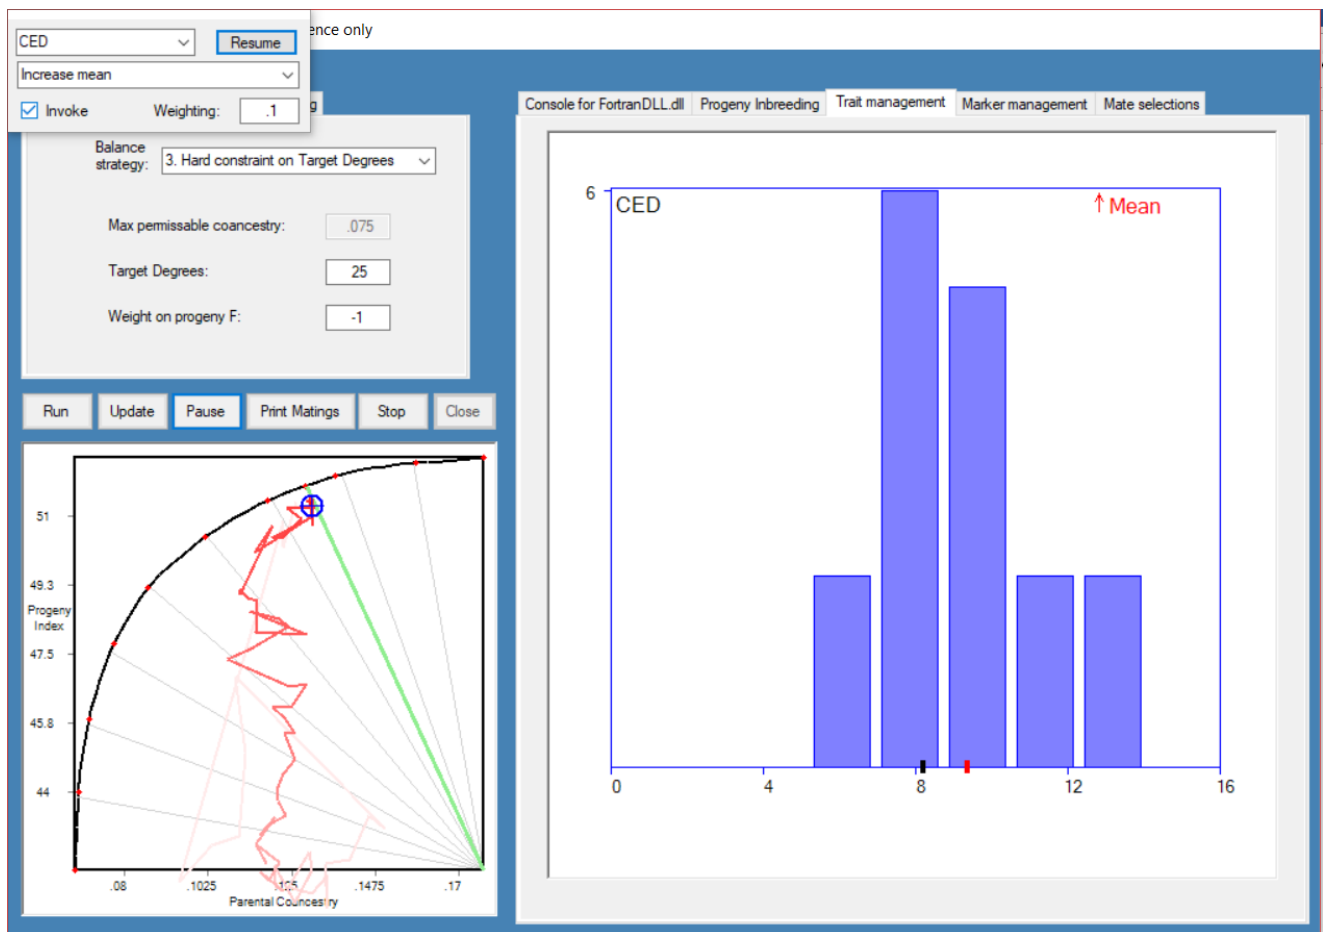 CED
Resume
ence only
Increase mean
Invoke
Weighting:
.1
g
Balance
strategy:
3. Hard constraint on Target Degrees
Max permissable coancestry:
.075
Target Degrees:
25
Weight on progeny F:
-1
Run
Update
Pause
Print Matings
Stop
Close
51
49.3
Progeny
Index
47.5
45.8
44
.08
.1025
.125
.1475
.17
Parental Coancestry
Console for FortranDLL.dll
Progeny Inbreeding
Trait management
Marker management
Mate selections
6
CED
↑ Mean
0
4
8
12
16